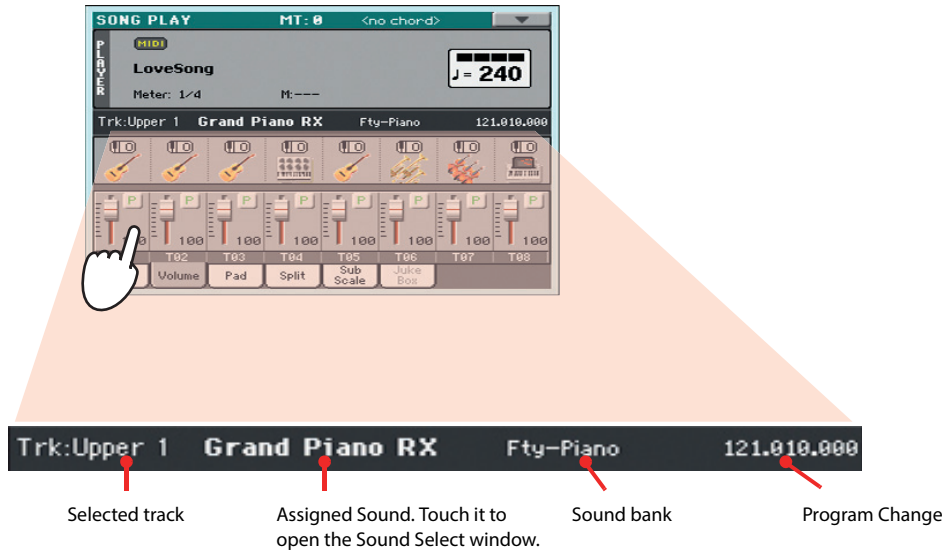 SONG PLAY MT: 0 <no chord>
PLAYER
MIDI
LoveSong
♩= 240
Meter: 1/4 M:---
Trk:Upper 1 Grand Piano RX Fty-Piano 121.010.000
P P P P P P P P
100 100 100 100 100 100 100
T02 T03 T04 T05 T06 T07 T08
Volume Pad Split Sub Scale Juke Box
Trk:Upper 1 Grand Piano RX Fty-Piano 121.010.000
Selected track Assigned Sound. Touch it to Sound bank Program Change
open the Sound Select window.